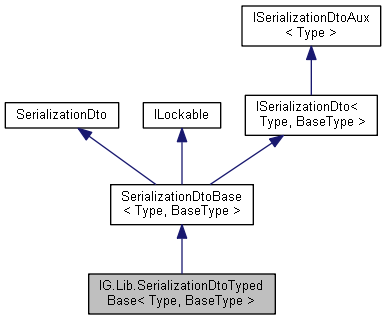 ISerializationDtoAux
< Type >
SerializationDto
ILockable
ISerializationDto<
Type, BaseType >
SerializationDtoBase
< Type, BaseType >
IG.Lib.SerializationDtoTyped
Base< Type, BaseType >